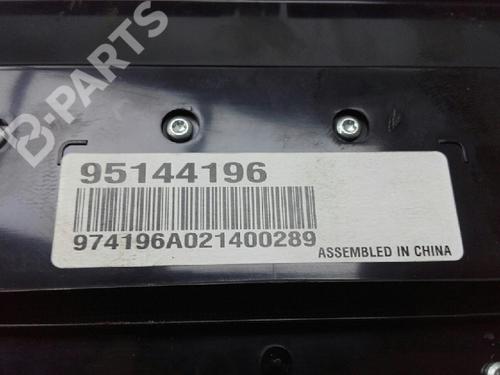 B-PARTS
95144196
974196A021400289
ASSEMBLED IN CHINA